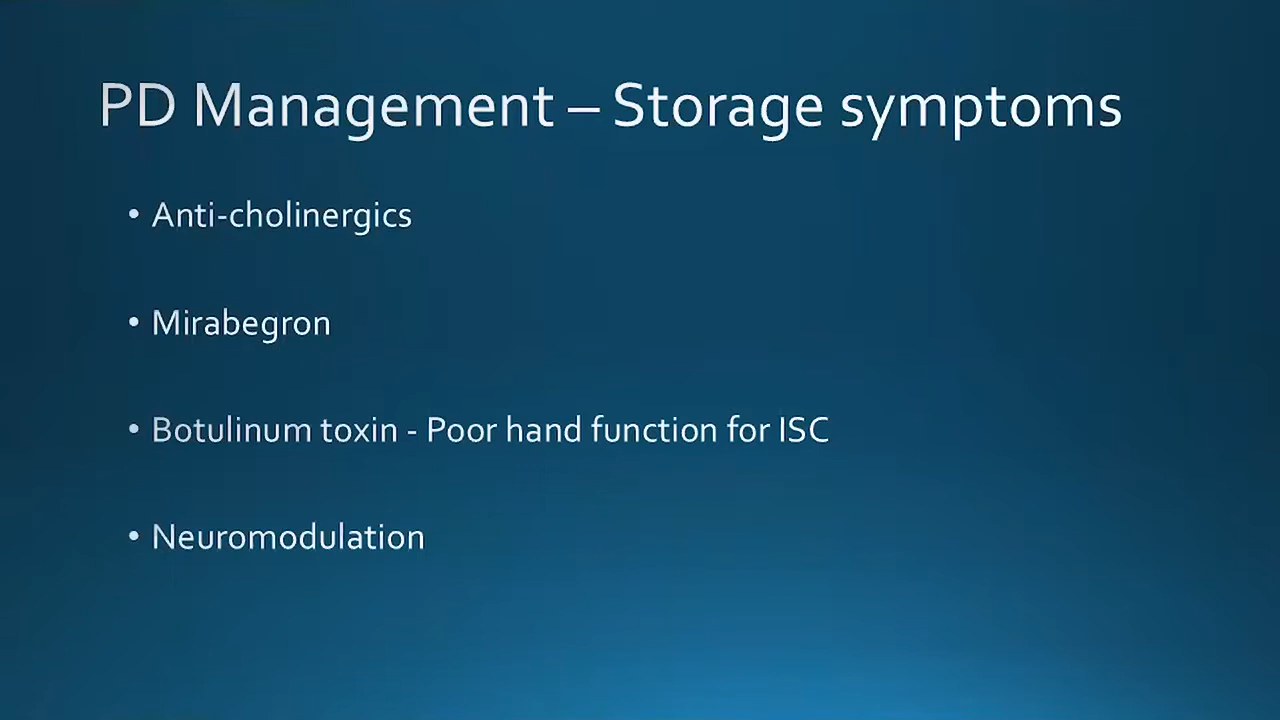 PD Management – Storage symptoms
• Anti-cholinergics
• Mirabegron
• Botulinum toxin - Poor hand function for ISC
• Neuromodulation